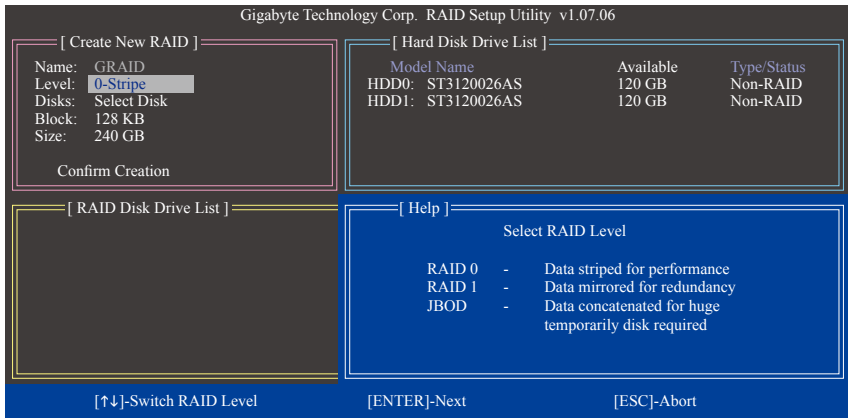 Gigabyte Technology Corp. RAID Setup Utility v1.07.06
[ Create New RAID ]
Name: GRAID
Level: 0-Stripe
Disks: Select Disk
Block: 128 KB
Size: 240 GB
Confirm Creation
[ Hard Disk Drive List ]
Model Name Available Type/Status
HDD0: ST3120026AS 120 GB Non-RAID
HDD1: ST3120026AS 120 GB Non-RAID
[ RAID Disk Drive List ]
[ Help ]
Select RAID Level
RAID 0 - Data striped for performance
RAID 1 - Data mirrored for redundancy
JBOD - Data concatenated for huge
temporarily disk required
[↑↓]-Switch RAID Level [ENTER]-Next [ESC]-Abort